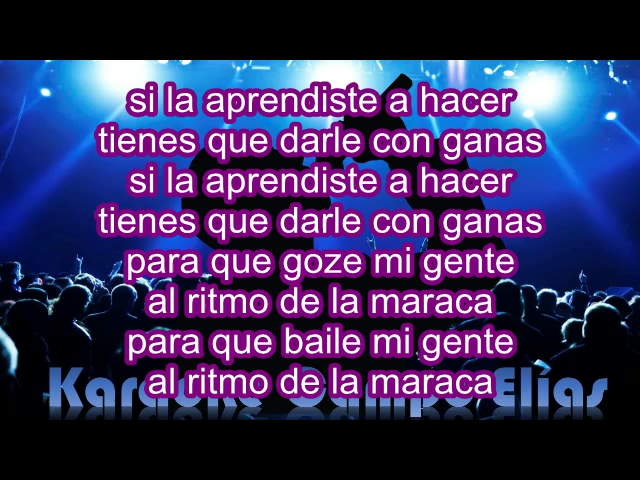 si la aprendiste a hacer
tienes que darle con ganas
si la aprendiste a hacer
tienes que darle con ganas
para que goze mi gente
al ritmo de la maraca
para que baile mi gente
al ritmo de la maraca
Karaoke Campo Elias